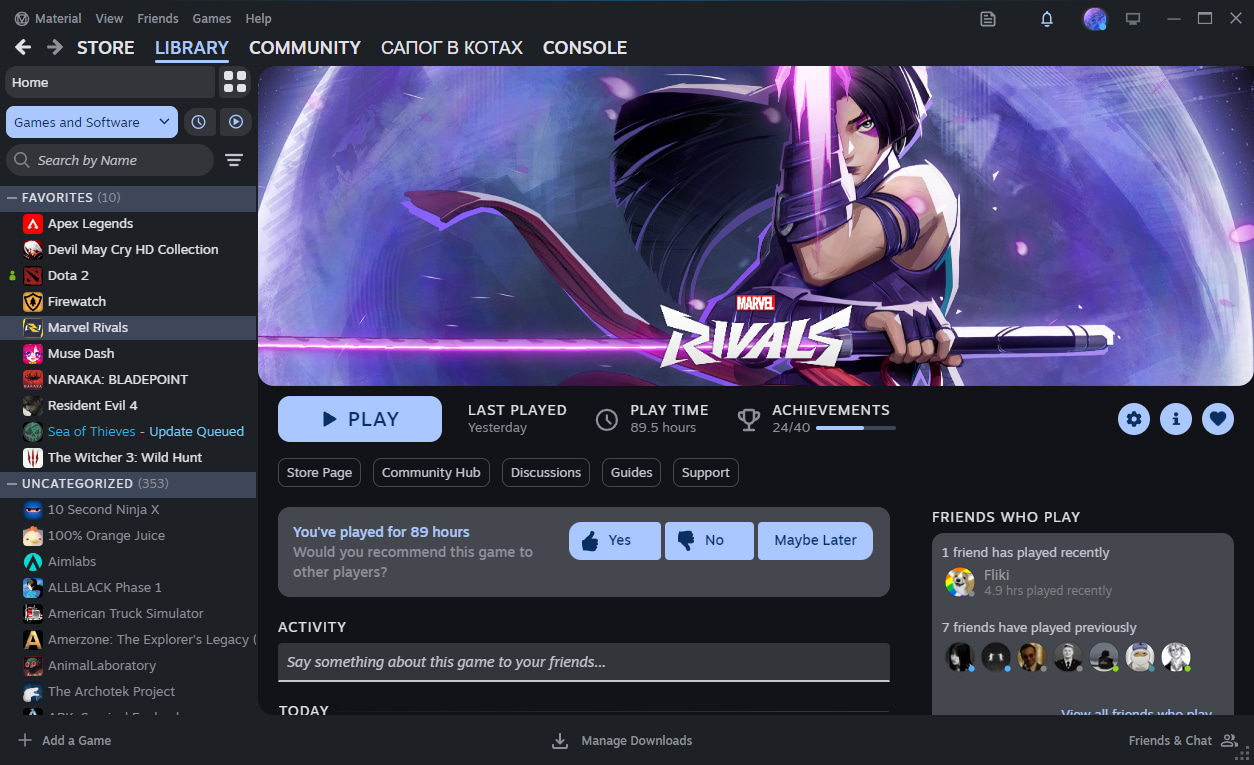 Material View Friends Games Help
STORE LIBRARY COMMUNITY САПОГ В КОТАХ CONSOLE
Home
Games and Software
Search by Name
FAVORITES (10)
Apex Legends
Devil May Cry HD Collection
Dota 2
Firewatch
Marvel Rivals
Muse Dash
NARAKA: BLADEPOINT
Resident Evil 4
Sea of Thieves - Update Queued
The Witcher 3: Wild Hunt
UNCATEGORIZED (353)
10 Second Ninja X
100% Orange Juice
Aimlabs
ALLBLACK Phase 1
American Truck Simulator
Amerzone: The Explorer's Legacy (
AnimalLaboratory
The Archotek Project
MARVEL
RIVALS
PLAY
LAST PLAYED
Yesterday
PLAY TIME
89.5 hours
ACHIEVEMENTS
24/40
Store Page Community Hub Discussions Guides Support
You've played for 89 hours
Would you recommend this game to
other players?
Yes No Maybe Later
ACTIVITY
Say something about this game to your friends...
TODAY
FRIENDS WHO PLAY
1 friend has played recently
Fliki
4.9 hrs played recently
7 friends have played previously
View all friends who play
Add a Game Manage Downloads Friends & Chat